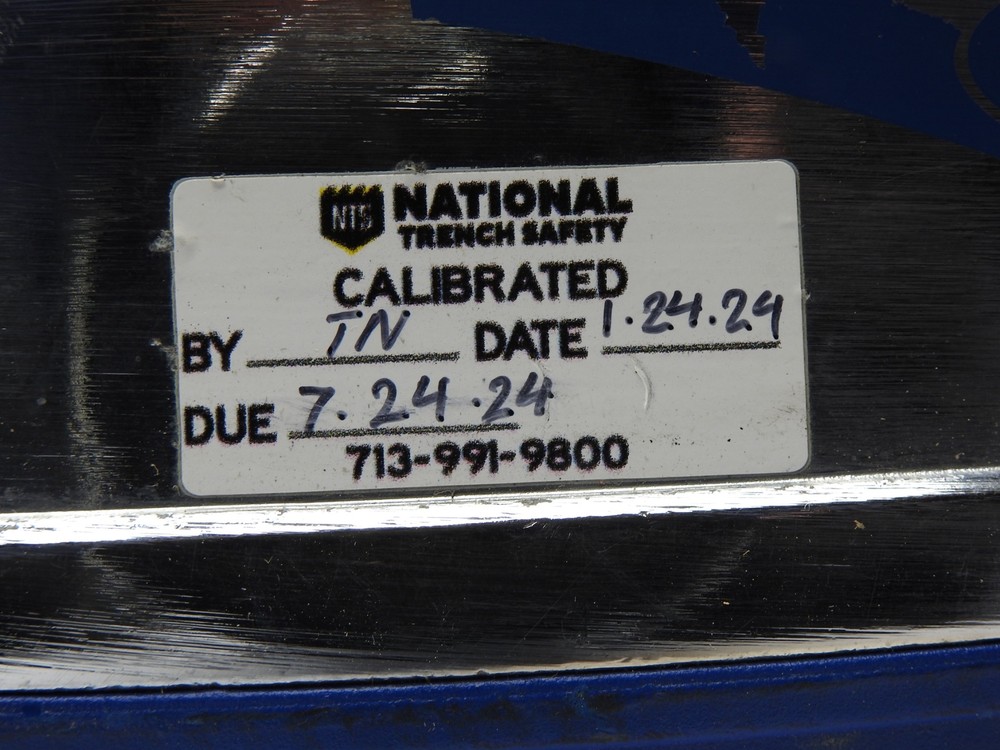 NTS NATIONAL
TRENCH SAFETY
CALIBRATED
BY TN DATE 1.24.24
DUE 7.24.24
713-991-9800